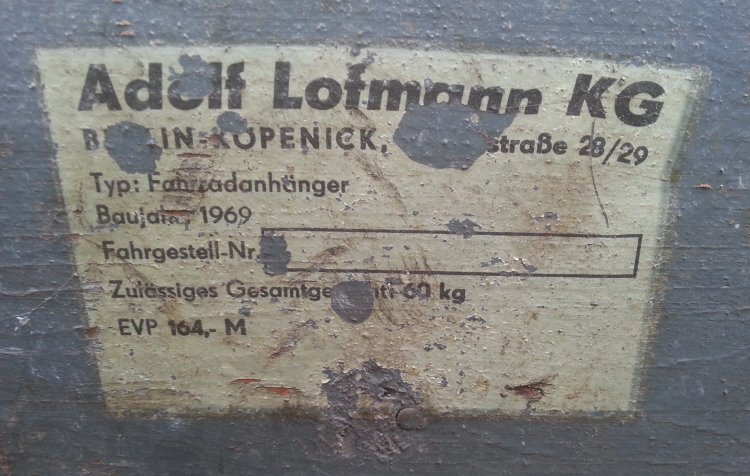 Adolf Lofmann KG
BERLIN-KÖPENICK, straße 28/29
Typ: Fahrradanhänger
Baujahr 1969
Fahrgestell-Nr.
Zulässiges Gesamtgewicht: 60 kg
EVP 164,- M